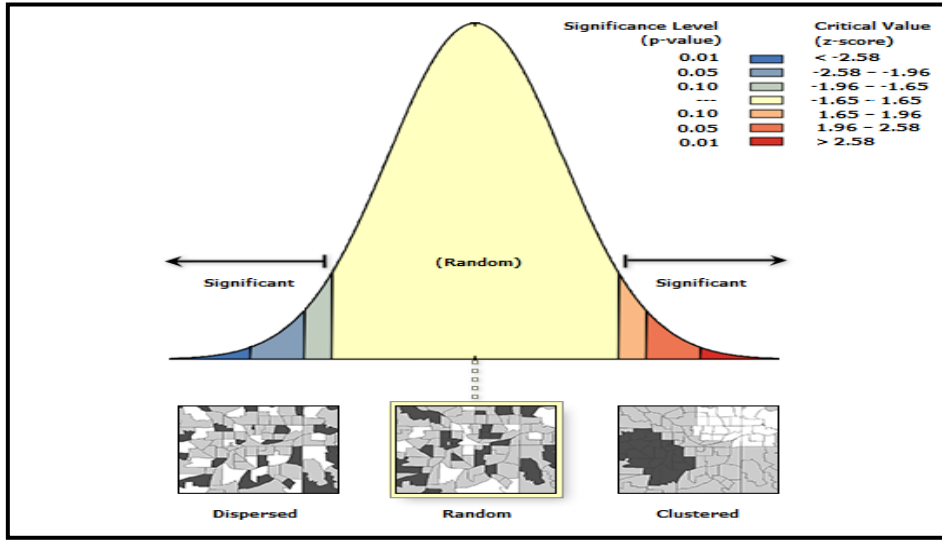 Significance Level Critical Value
(p-value) (z-score)
0.01 < -2.58
0.05 -2.58 – -1.96
0.10 -1.96 – -1.65
--- -1.65 – 1.65
0.10 1.65 – 1.96
0.05 1.96 – 2.58
0.01 > 2.58
(Random)
Significant Significant
Dispersed Random Clustered